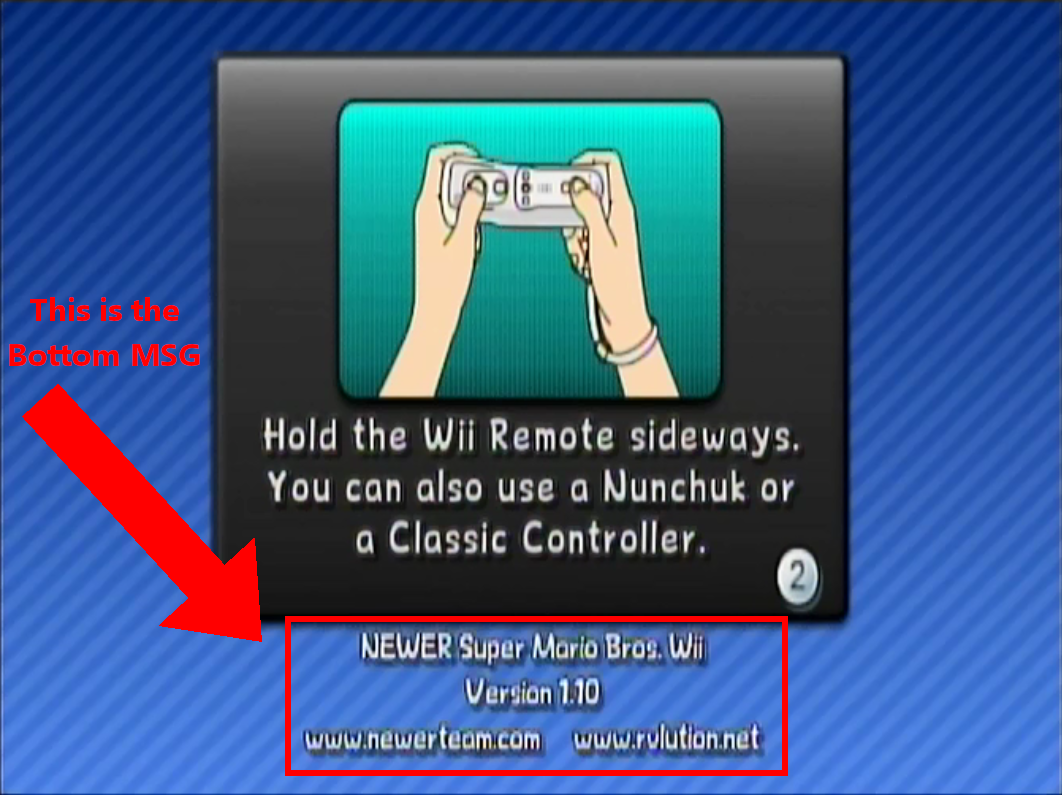 This is the
Bottom MSG
Hold the Wii Remote sideways.
You can also use a Nunchuk or
a Classic Controller.
2
NEWER Super Mario Bros. Wii
Version 1.10
www.newerteam.com www.rvlution.net